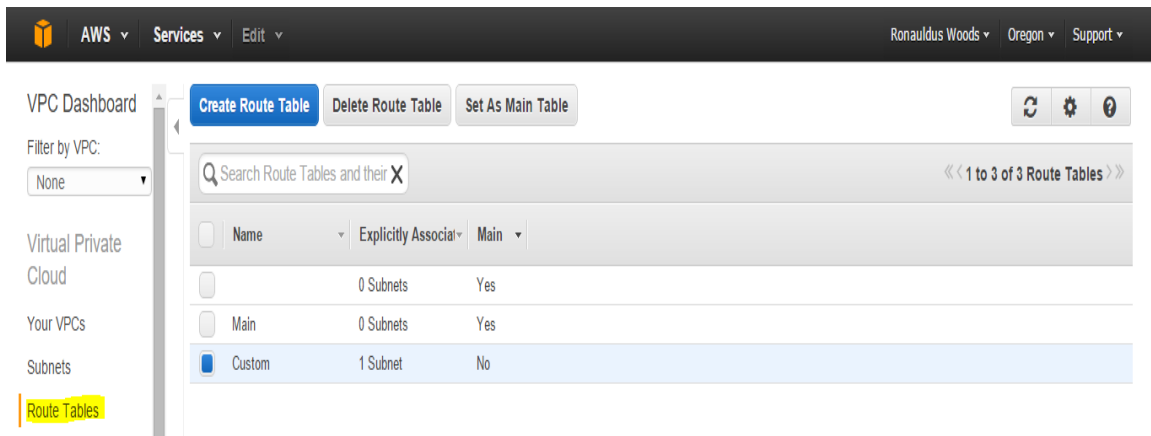 AWS Services Edit Ronauldus Woods Oregon Support
VPC Dashboard
Filter by VPC:
None
Virtual Private
Cloud
Your VPCs
Subnets
Route Tables
Create Route Table Delete Route Table Set As Main Table
Search Route Tables and their X
1 to 3 of 3 Route Tables
Name Explicitly Associat Main
0 Subnets Yes
Main 0 Subnets Yes
Custom 1 Subnet No